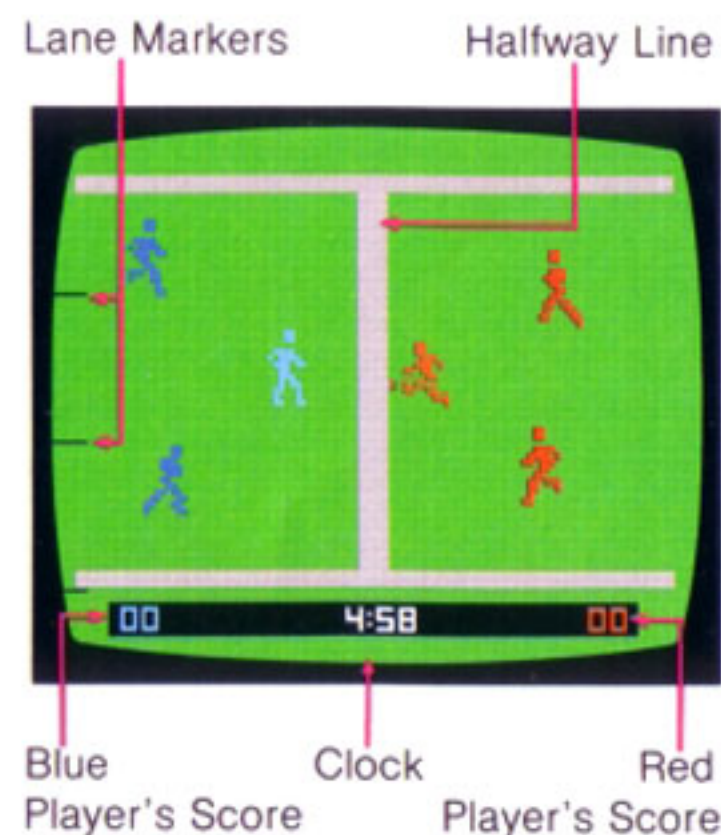 Lane Markers
Halfway Line
00
4:58
00
Blue
Player's Score
Clock
Red
Player's Score